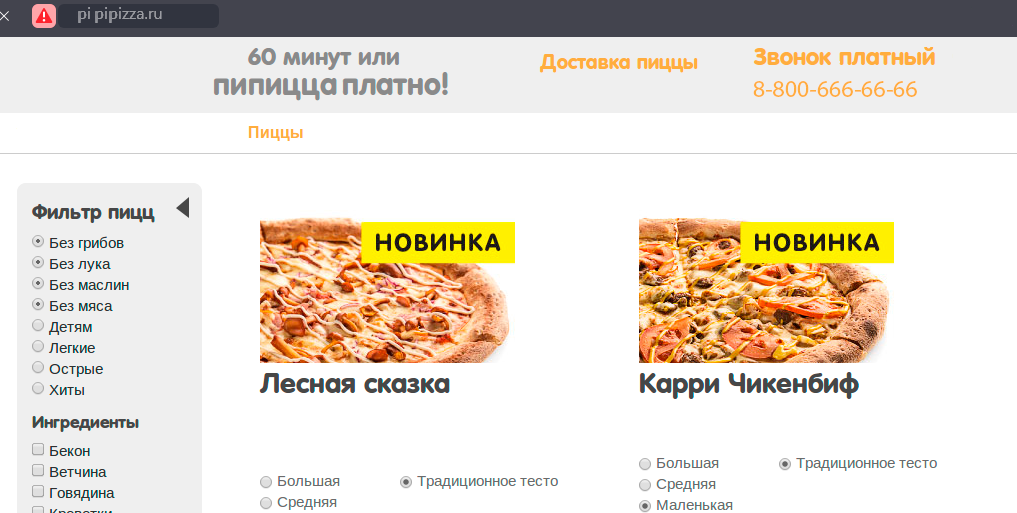 pi pipizza.ru
60 минут или
пипицца платно!
Доставка пиццы
Звонок платный
8-800-666-66-66
Пиццы
Фильтр пицц
Без грибов
Без лука
Без маслин
Без мяса
Детям
Легкие
Острые
Хиты
Ингредиенты
Бекон
Ветчина
Говядина
Креветки
НОВИНКА
Лесная сказка
Большая
Традиционное тесто
Средняя
НОВИНКА
Карри Чикенбиф
Большая
Традиционное тесто
Средняя
Маленькая